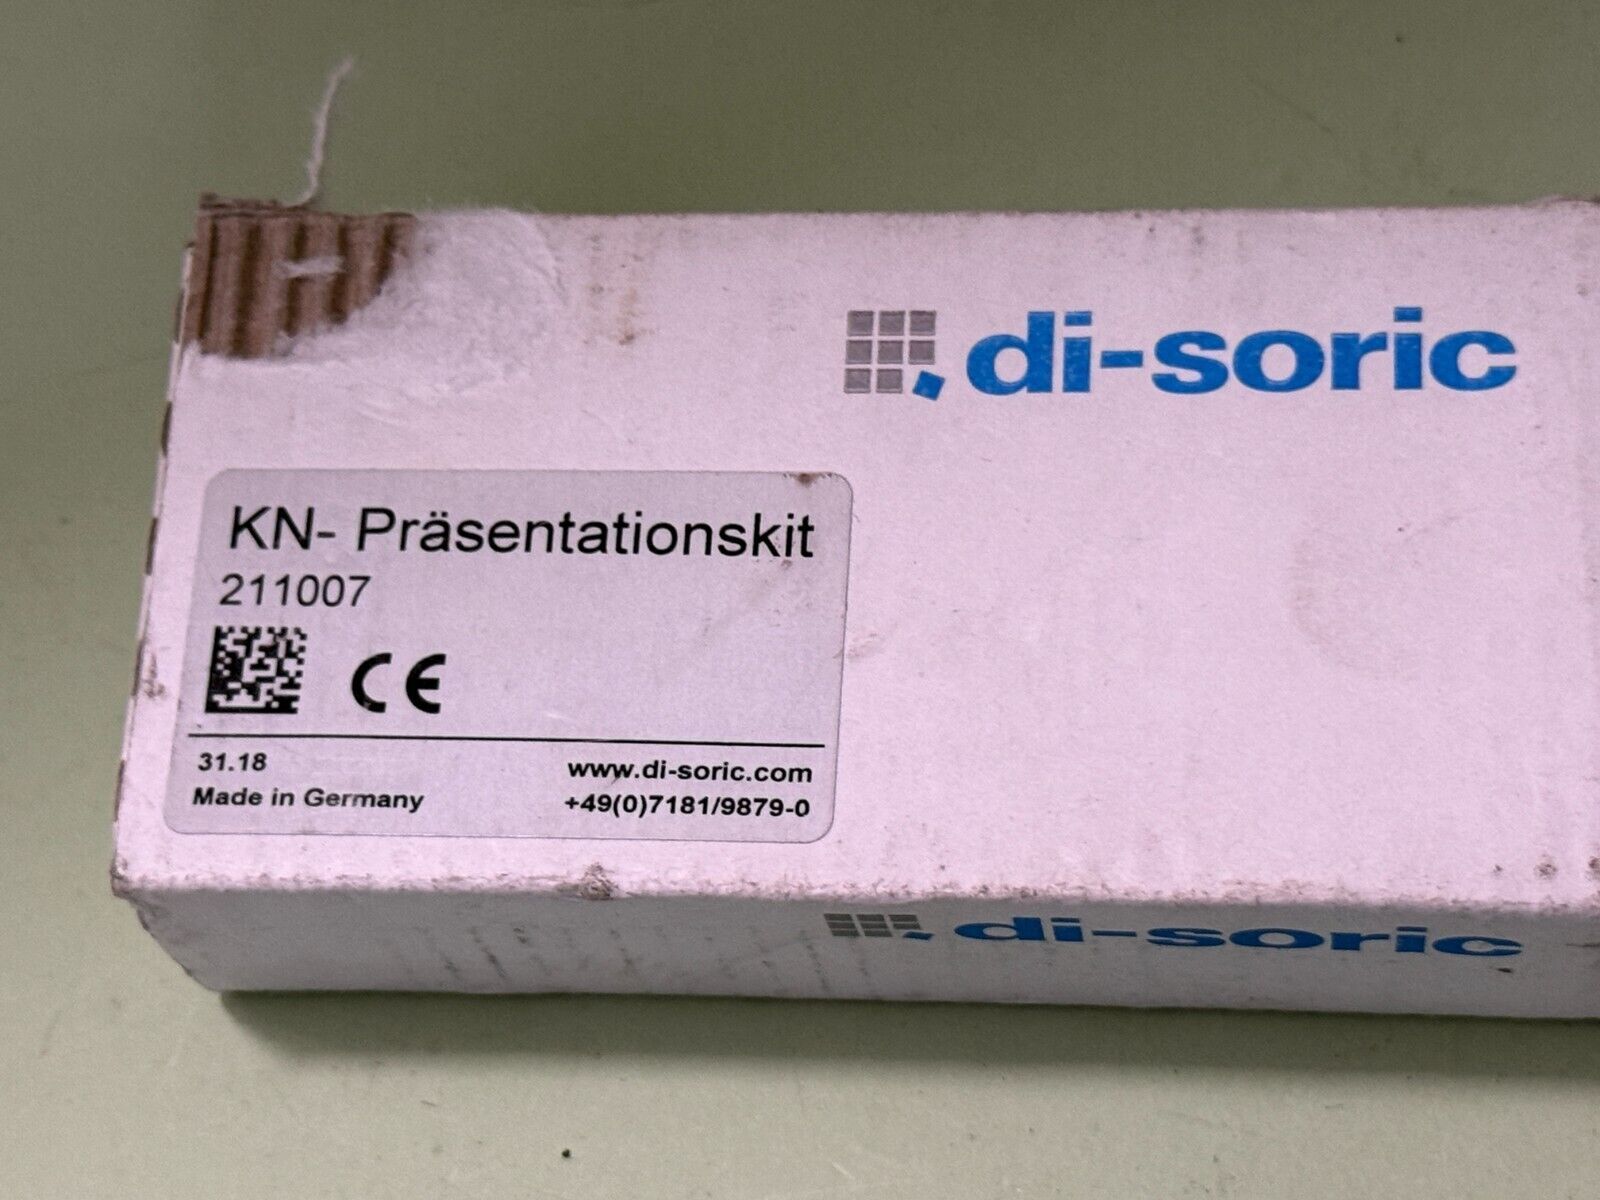 di-soric
KN- Präsentationskit
211007
CE
31.18
www.di-soric.com
Made in Germany
+49(0)7181/9879-0
di-soric